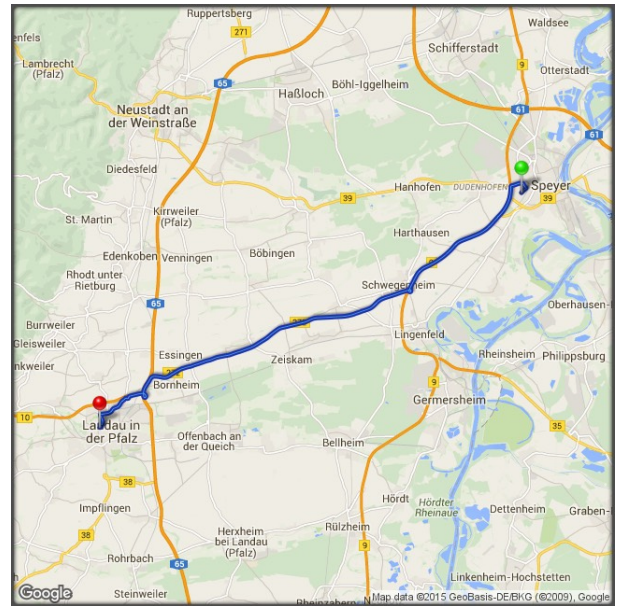 Ruppertsberg
Waldsee
271
Schifferstadt
Lambrecht
(Pfalz)
9
Otterstadt
65
Böhl-Iggelheim
Haßloch
Neustadt an
der Weinstraße
61
61
Diedesfeld
Hanhofen
DUDENHOFEN
Speyer
39
39
St. Martin
Kirrweiler
(Pfalz)
Harthausen
Edenkoben
Venningen
Böbingen
Rhodt unter
Rietburg
Schwegenheim
65
Oberhausen-
Burrweiler
Lingenfeld
Gleisweiler
Essingen
Rheinsheim
Philippsburg
Zeiskam
Bornheim
9
Germersheim
10
Landau in
der Pfalz
35
Offenbach an
der Queich
Bellheim
38
Hördt
Hördter
Rheinaue
Dettenheim
Graben-
Impflingen
Herxheim
bei Landau
(Pfalz)
Rülzheim
38
9
Rohrbach
65
Linkenheim-Hochstetten
Steinweiler
Google
Map data ©2015 GeoBasis-DE/BKG (©2009), Google